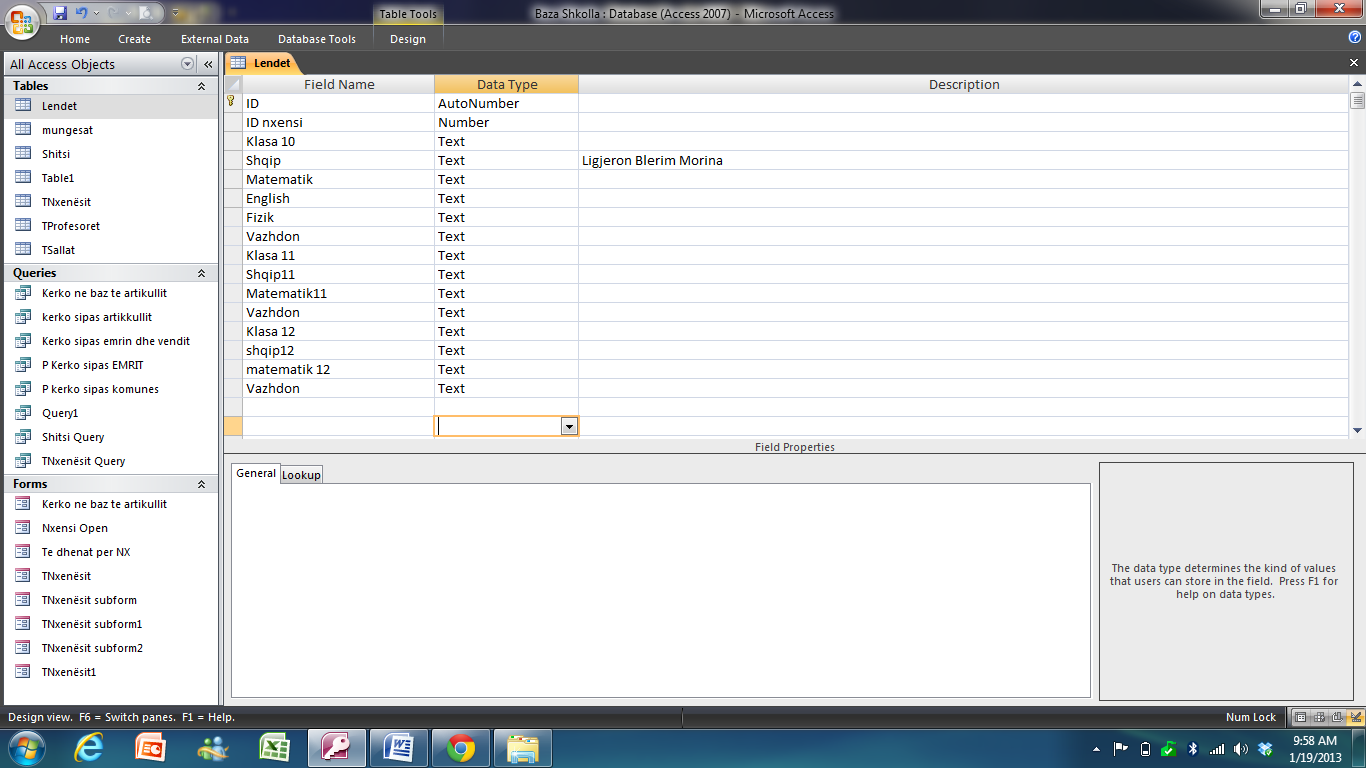 Table Tools
Baza Shkolla : Database (Access 2007) - Microsoft Access
Home
Create
External Data
Database Tools
Design
All Access Objects
«
Lendet
Tables
Lendet
mungesat
Shitsi
Table1
TNxenësit
TProfesoret
TSallat
Queries
Kerko ne baz te artikullit
kerko sipas artikkullit
Kerko sipas emrin dhe vendit
P Kerko sipas EMRIT
P kerko sipas komunes
Query1
Shitsi Query
TNxenësit Query
Forms
Kerko ne baz te artikullit
Nxensi Open
Te dhenat per NX
TNxenësit
TNxenësit subform
TNxenësit subform1
TNxenësit subform2
TNxenësit1
Field Name Data Type Description
ID AutoNumber
ID nxensi Number
Klasa 10 Text
Shqip Text Ligjeron Blerim Morina
Matematik Text
English Text
Fizik Text
Vazhdon Text
Klasa 11 Text
Shqip11 Text
Matematik11 Text
Vazhdon Text
Klasa 12 Text
shqip12 Text
matematik 12 Text
Vazhdon Text
Field Properties
General Lookup
The data type determines the kind of values
that users can store in the field. Press F1 for
help on data types.
Design view. F6 = Switch panes. F1 = Help.
Num Lock
9:58 AM
1/19/2013